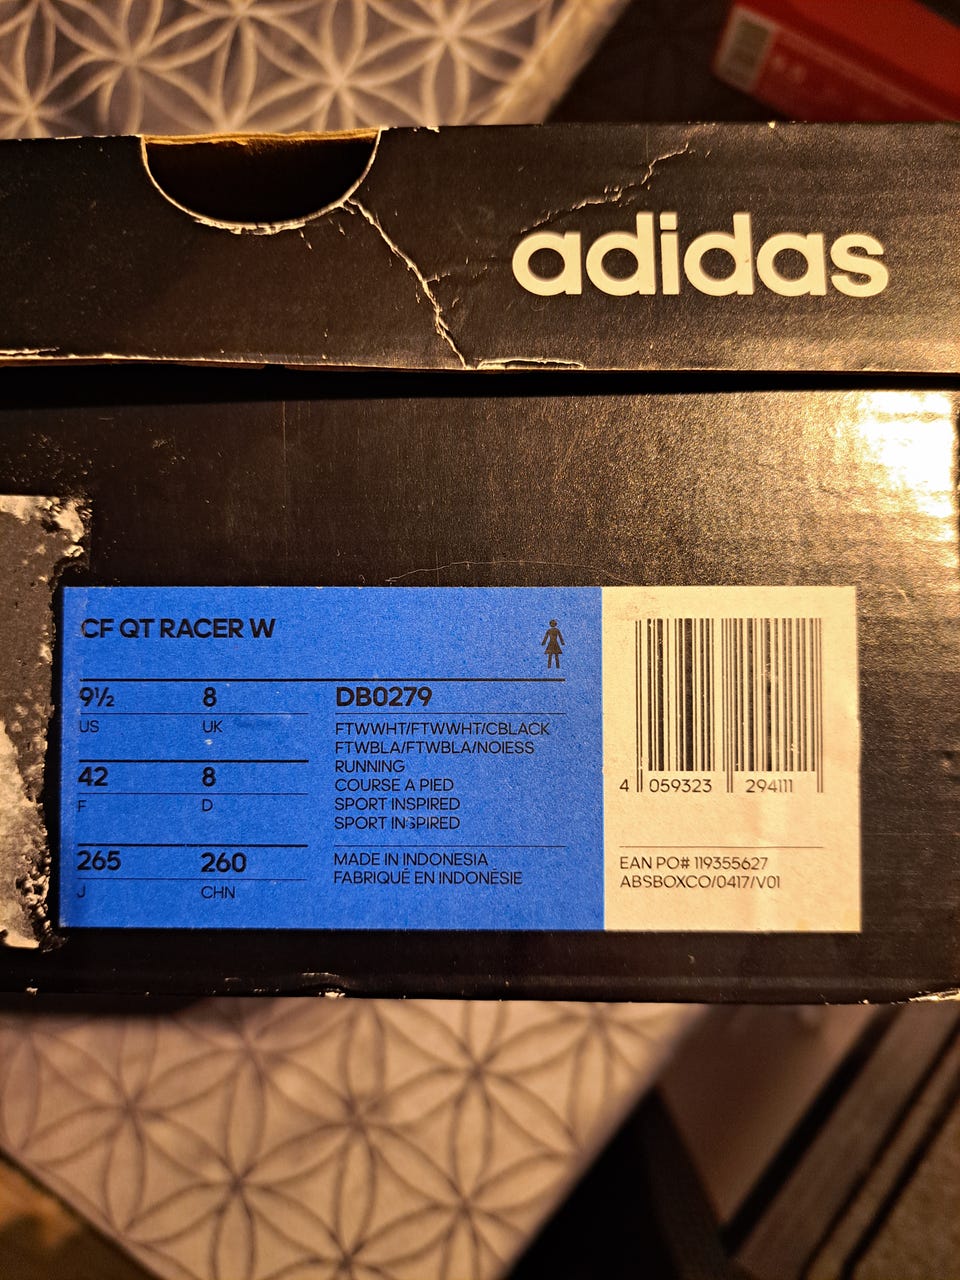 adidas
CF QT RACER W
9½ 8 DB0279
US UK FTWWHT/FTWWHT/CBLACK
FTWBLA/FTWBLA/NOIESS
RUNNING
42 8 COURSE A PIED
F D SPORT INSPIRED
SPORT INSPIRED
265 260 MADE IN INDONESIA
J CHN FABRIQUÉ EN INDONÉSIE
4 059323 294111
EAN PO# 119355627
ABSBOXCO/0417/V01